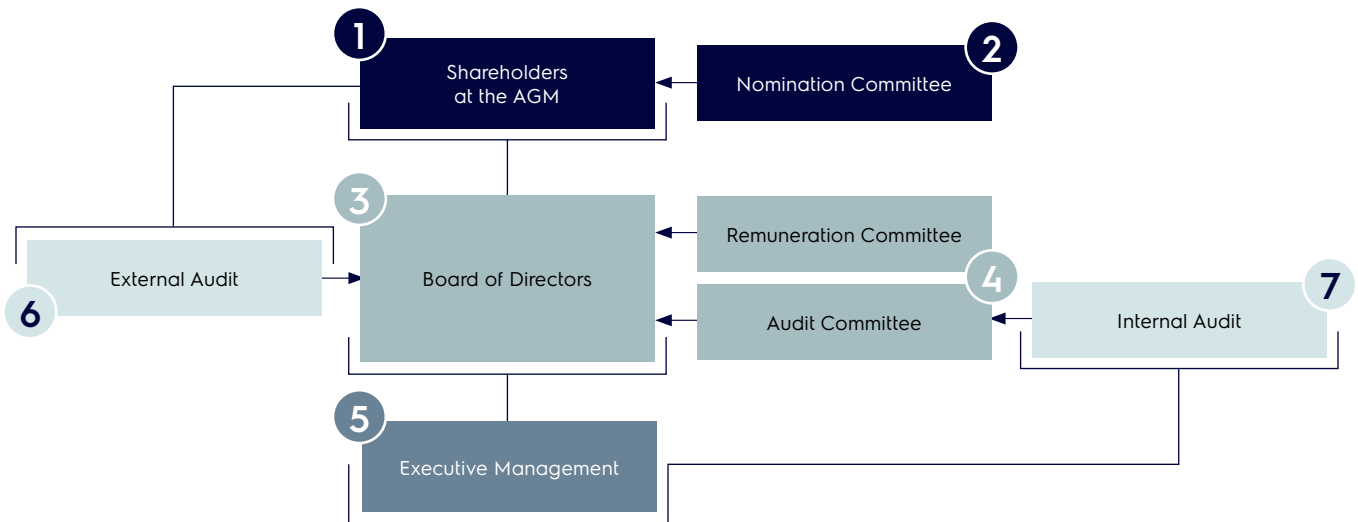 1
Shareholders
at the AGM
2
Nomination Committee
3
Board of Directors
Remuneration Committee
4
Audit Committee
External Audit
6
7
Internal Audit
5
Executive Management